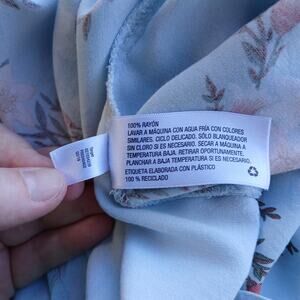 100% RAYÓN
LAVAR A MÁQUINA CON AGUA FRÍA CON COLORES
SIMILARES. CICLO DELICADO. SÓLO BLANQUEADOR
SIN CLORO SI ES NECESARIO. SECAR A MÁQUINA A
TEMPERATURA BAJA. RETIRAR OPORTUNAMENTE.
PLANCHAR A BAJA TEMPERATURA SI ES NECESARIO.
ETIQUETA ELABORADA CON PLÁSTICO
100 % RECICLADO